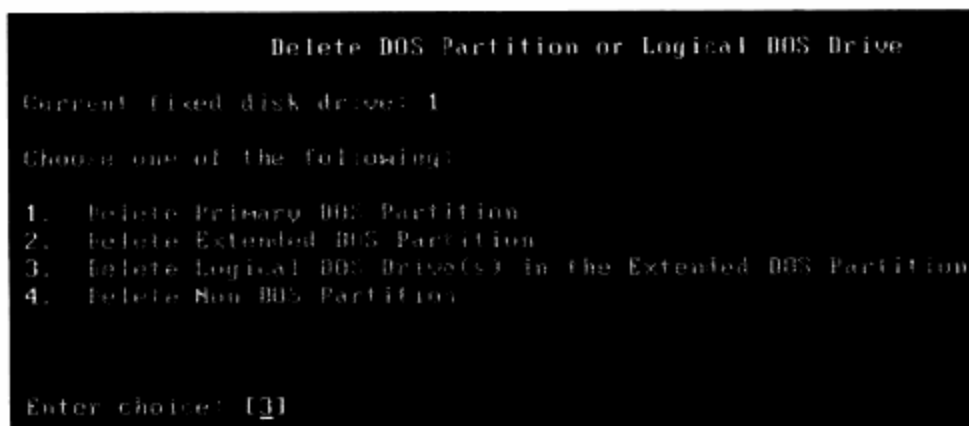 Delete DOS Partition or Logical DOS Drive
Current fixed disk drive: 1
Choose one of the following:
1. Delete Primary DOS Partition
2. Delete Extended DOS Partition
3. Delete Logical DOS Drive(s) in the Extended DOS Partition
4. Delete Non DOS Partition
Enter choice: [3]